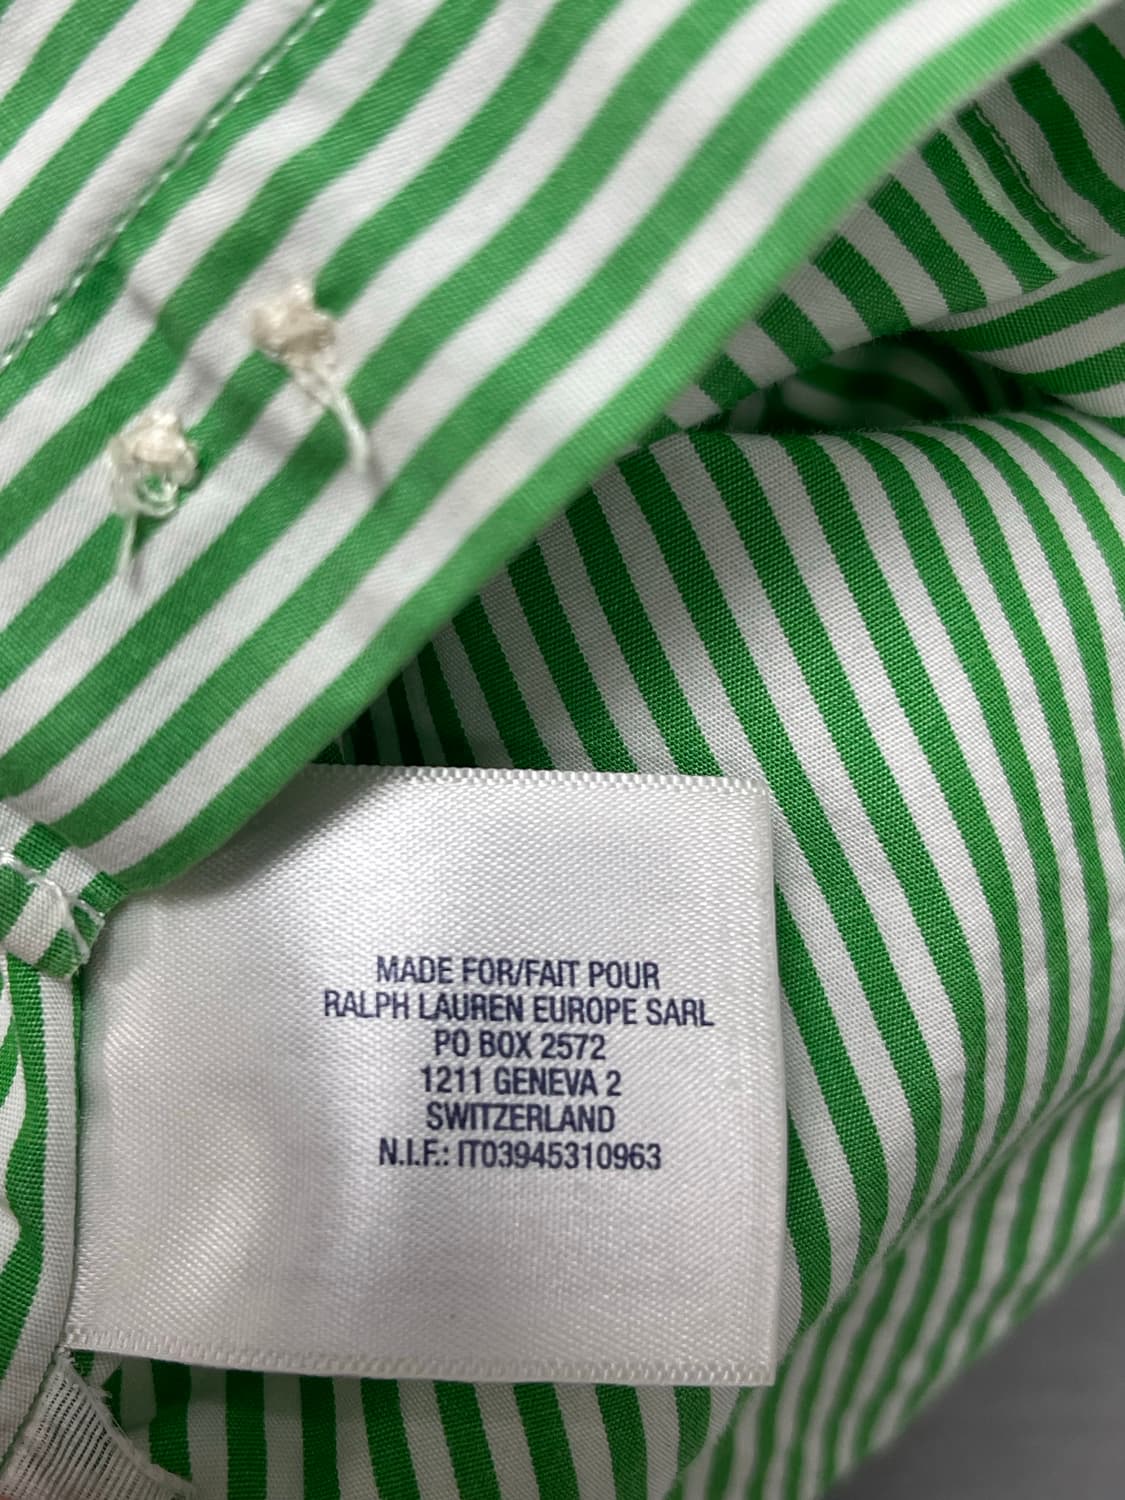 MADE FOR/FAIT POUR
RALPH LAUREN EUROPE SARL
PO BOX 2572
1211 GENEVA 2
SWITZERLAND
N.I.F.: IT03945310963